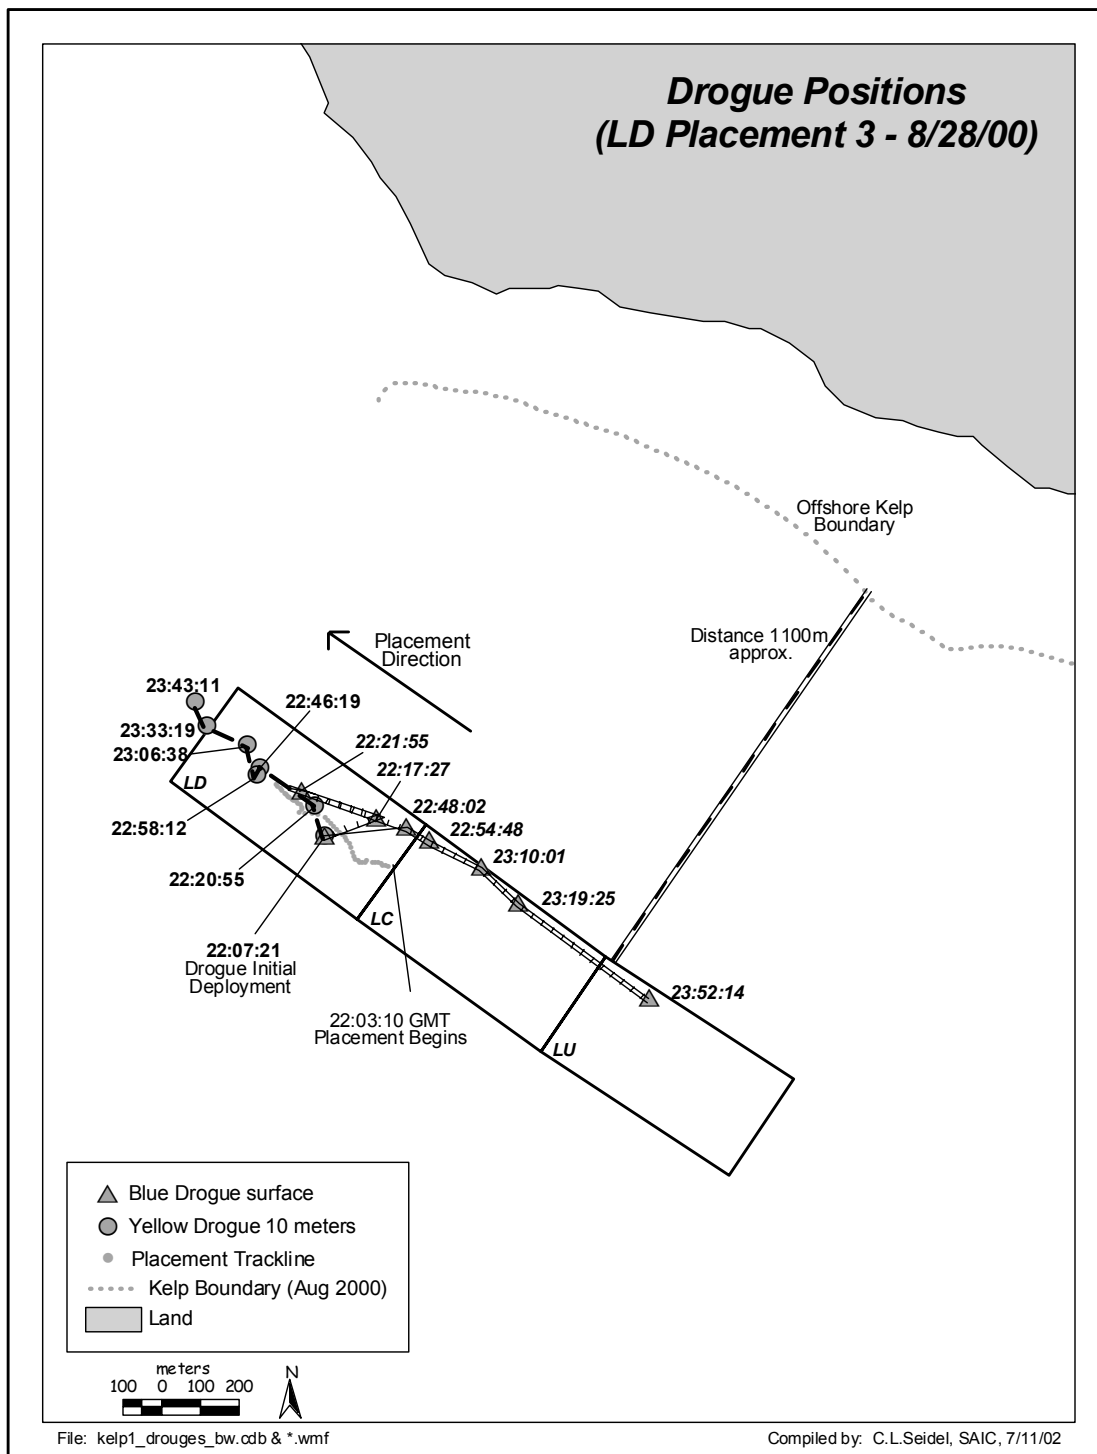 Drogue Positions
(LD Placement 3 - 8/28/00)
Offshore Kelp
Boundary
Distance 1100m
approx.
Placement
Direction
23:43:11
22:46:19
23:33:19
23:06:38
22:21:55
22:17:27
LD
22:48:02
22:58:12
22:54:48
23:10:01
22:20:55
23:19:25
LC
22:07:21
Drogue Initial
Deployment
23:52:14
22:03:10 GMT
Placement Begins
LU
Blue Drogue surface
Yellow Drogue 10 meters
Placement Trackline
Kelp Boundary (Aug 2000)
Land
meters
100 0 100 200
N
File: kelp1_drouges_bw.cdb & *.wmf
Compiled by: C.L.Seidel, SAIC, 7/11/02